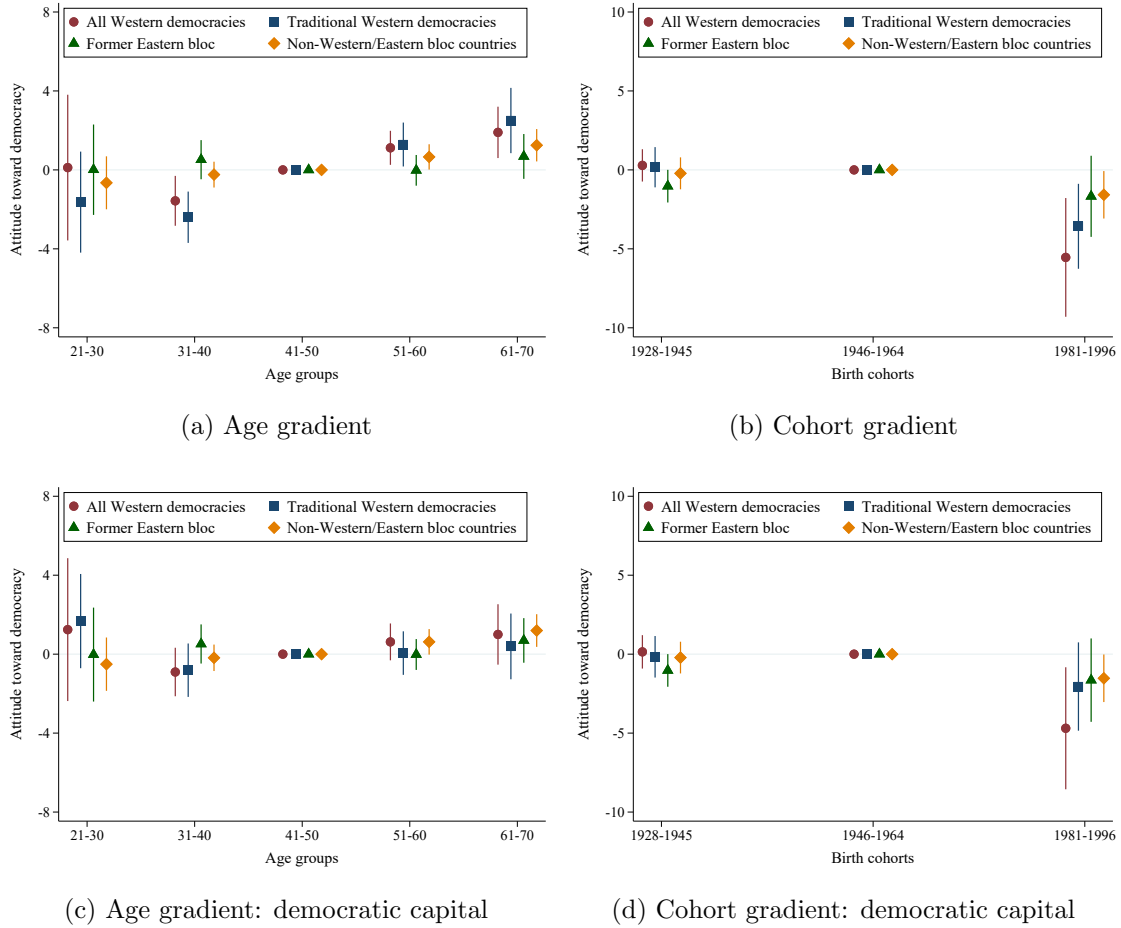 All Western democracies Traditional Western democracies
Former Eastern bloc Non-Western/Eastern bloc countries
Attitude toward democracy
8
4
0
-4
-8
21-30 31-40 41-50 51-60 61-70
Age groups
(a) Age gradient
All Western democracies Traditional Western democracies
Former Eastern bloc Non-Western/Eastern bloc countries
Attitude toward democracy
10
5
0
-5
-10
1928-1945 1946-1964 1981-1996
Birth cohorts
(b) Cohort gradient
All Western democracies Traditional Western democracies
Former Eastern bloc Non-Western/Eastern bloc countries
Attitude toward democracy
8
4
0
-4
-8
21-30 31-40 41-50 51-60 61-70
Age groups
(c) Age gradient: democratic capital
All Western democracies Traditional Western democracies
Former Eastern bloc Non-Western/Eastern bloc countries
Attitude toward democracy
10
5
0
-5
-10
1928-1945 1946-1964 1981-1996
Birth cohorts
(d) Cohort gradient: democratic capital